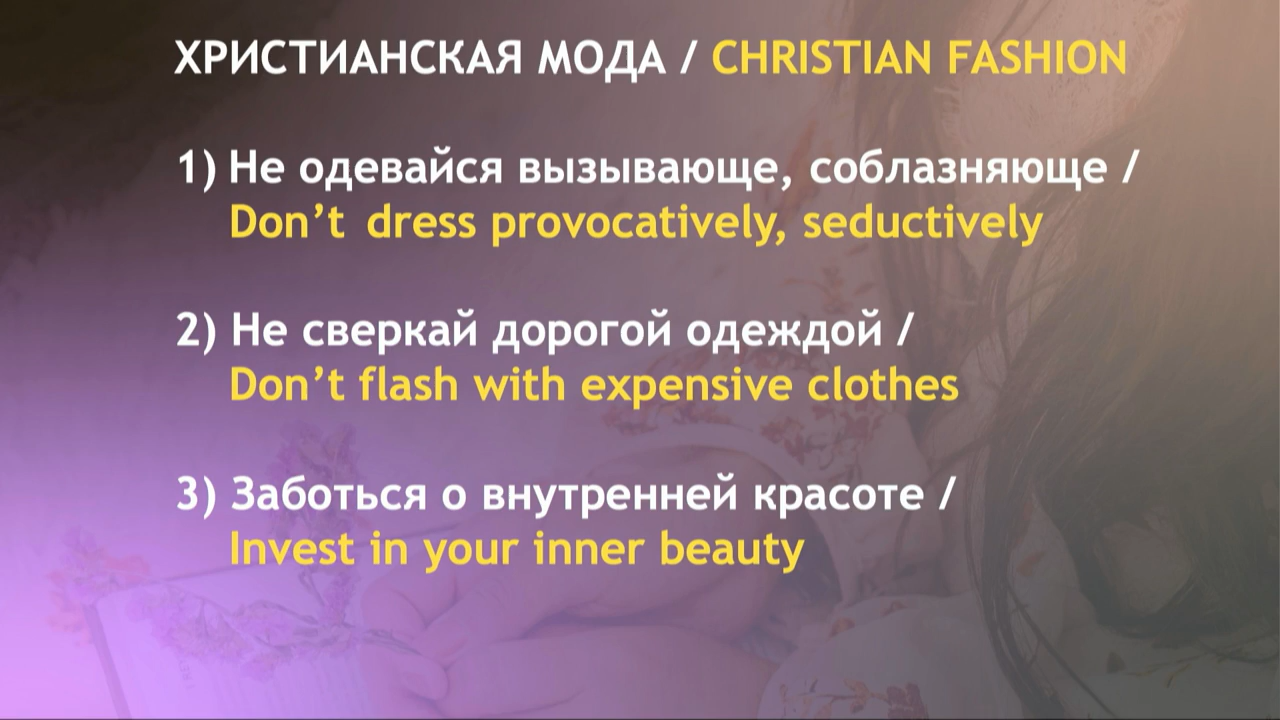 ХРИСТИАНСКАЯ МОДА / CHRISTIAN FASHION
1) Не одевайся вызывающе, соблазняюще /
Don’t dress provocatively, seductively
2) Не сверкай дорогой одеждой /
Don’t flash with expensive clothes
3) Заботься о внутренней красоте /
Invest in your inner beauty